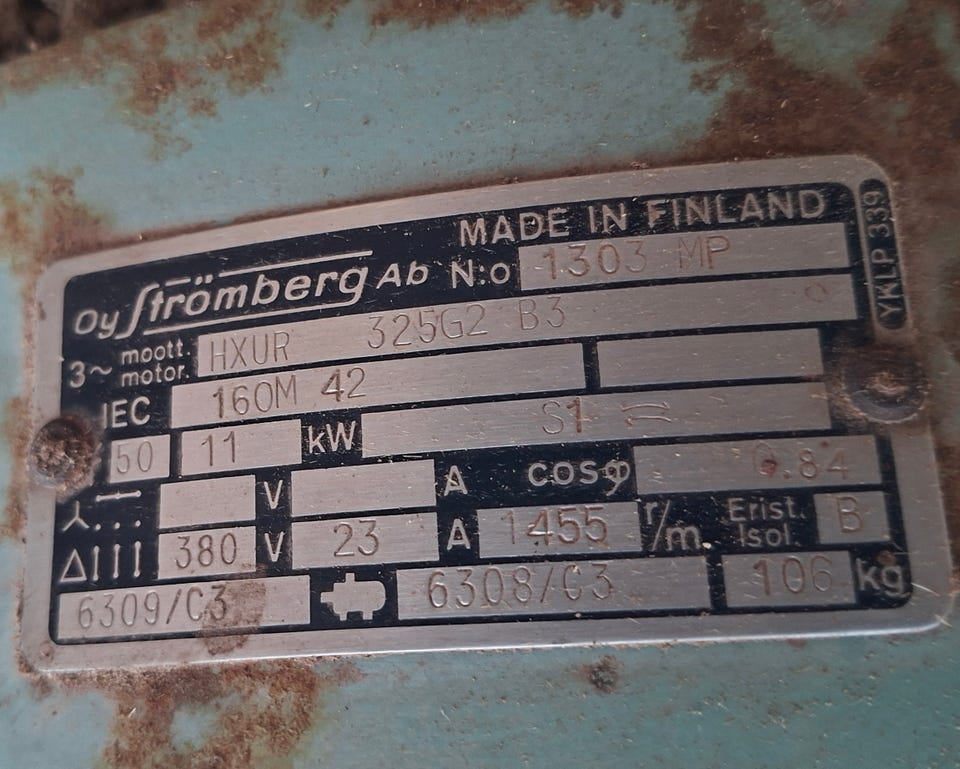 MADE IN FINLAND
Oy Strömberg Ab N:o 1303 MP
3~ moott. motor. HXUR 325G2 B3
IEC 160M 42
50 11 kW S1
V A cosφ 0.84
Δ 380 V 23 A 1455 r/m Erist. Isol. B
6309/C3 6308/C3 106 kg
YKLP 339